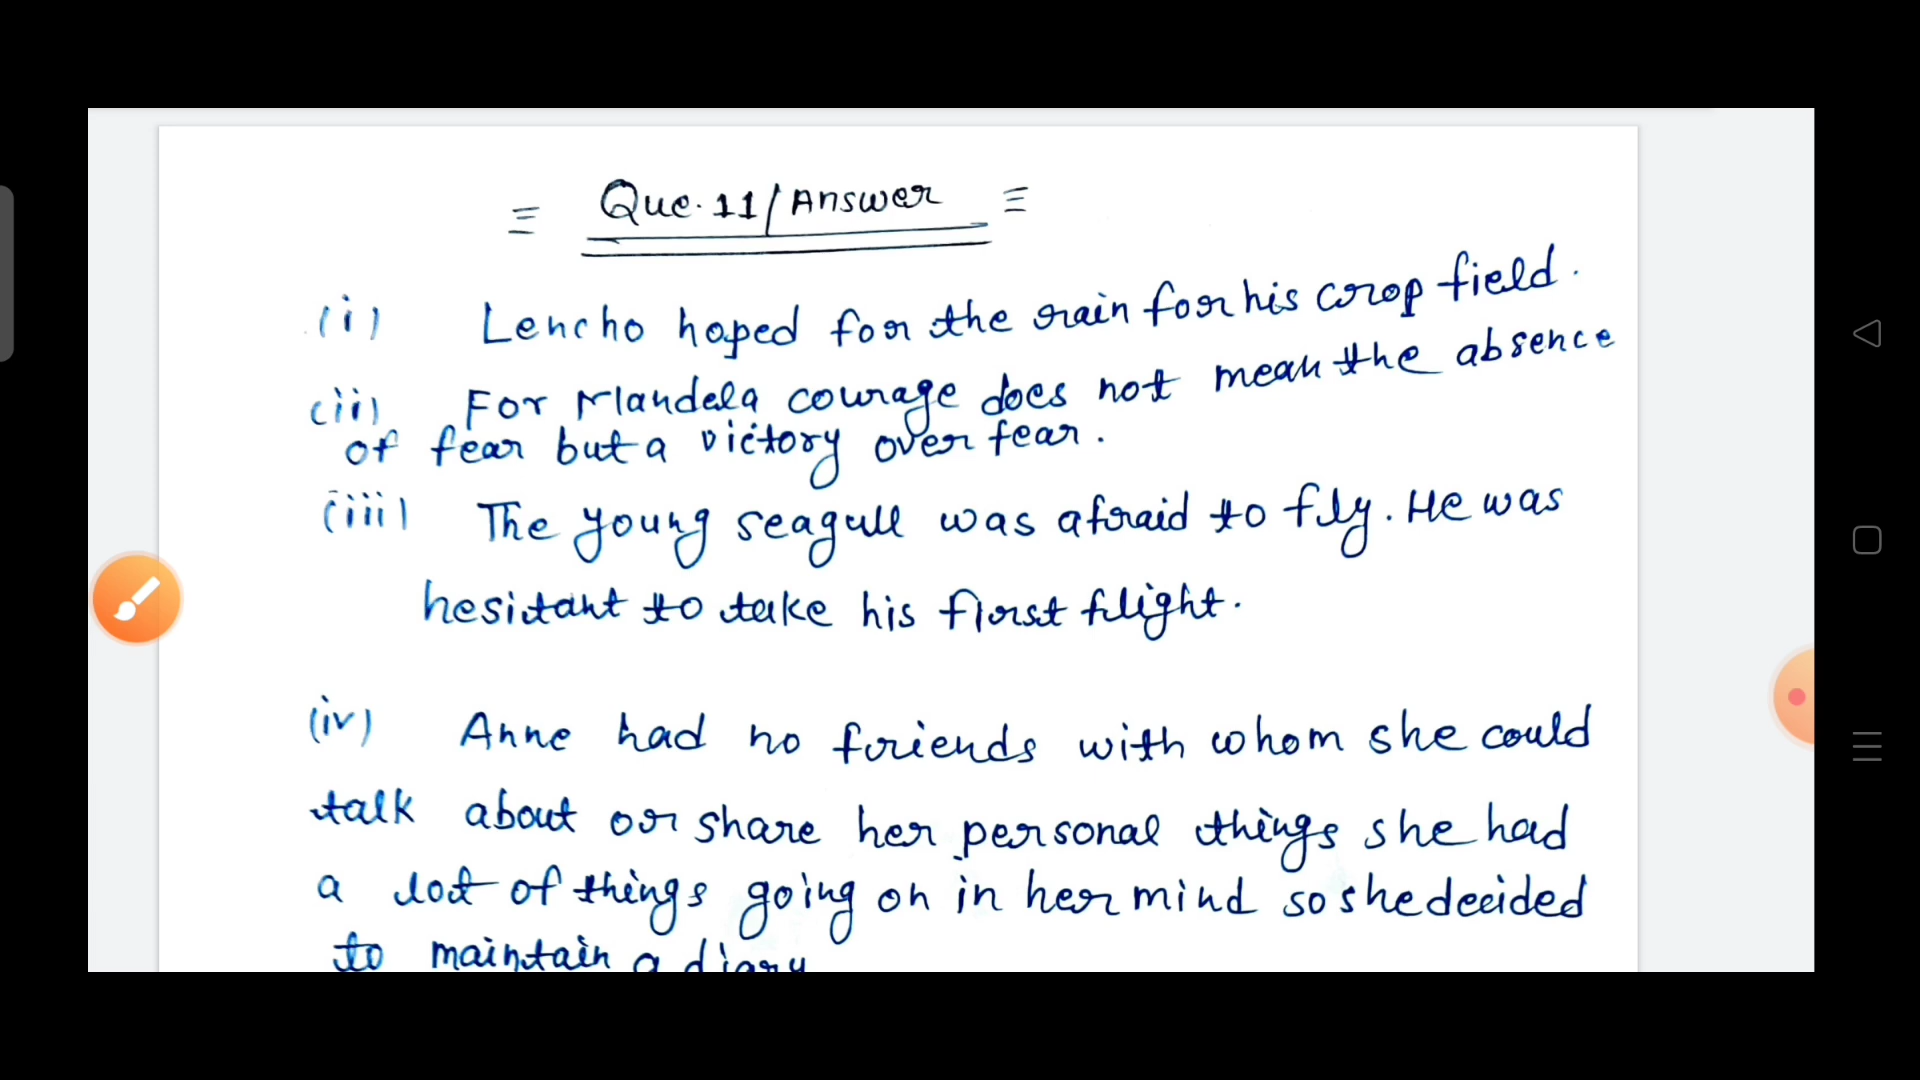 = Que. 11/Answer =
(i) Lencho hoped for the rain for his crop field.
(ii) For Mandela courage does not mean the absence
of fear but a victory over fear.
(iii) The young seagull was afraid to fly. He was
hesitant to take his first flight.
(iv) Anne had no friends with whom she could
talk about or share her personal things she had
a lot of things going on in her mind so she decided
to maintain a diary